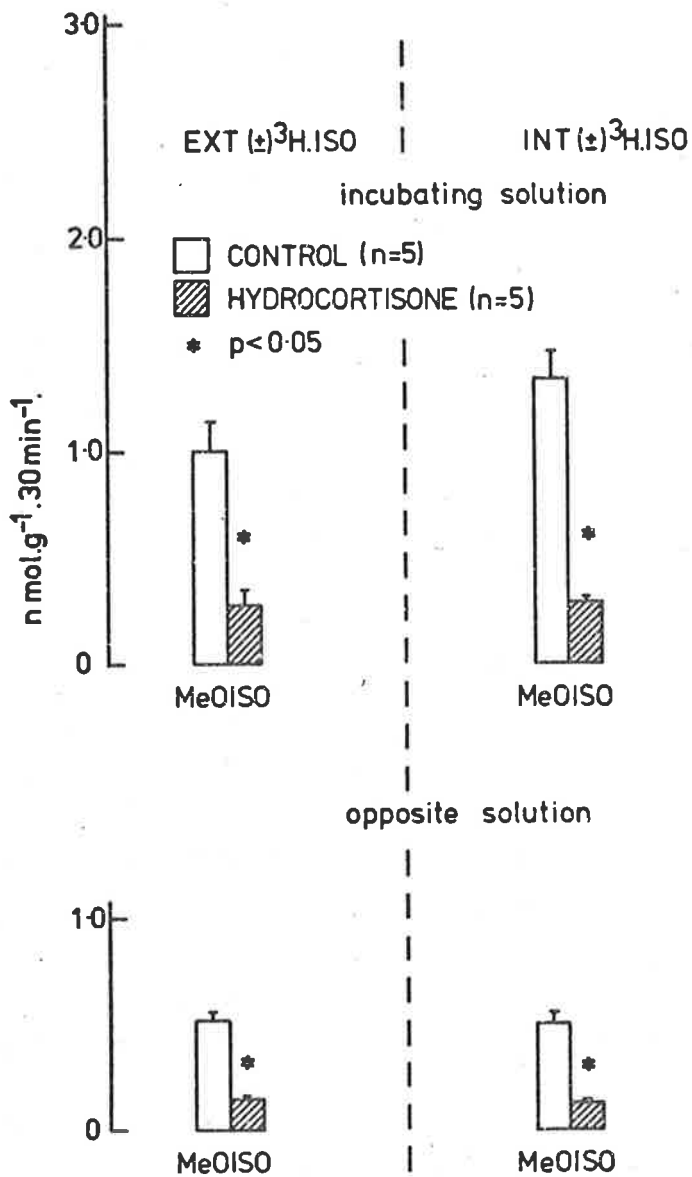 3·0
EXT (±)³H.ISO
INT (±)³H.ISO
incubating solution
2·0
CONTROL (n=5)
HYDROCORTISONE (n=5)
* p<0·05
n mol.g⁻¹.30min⁻¹.
1·0
*
*
0
MeOISO
MeOISO
opposite solution
1·0
*
*
0
MeOISO
MeOISO